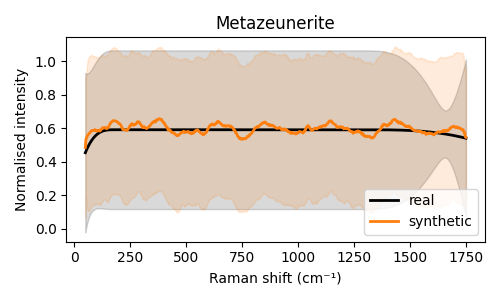 Metazeunerite
Normalised intensity
1.0
0.8
0.6
0.4
0.2
0.0
real
synthetic
0 250 500 750 1000 1250 1500 1750
Raman shift (cm⁻¹)